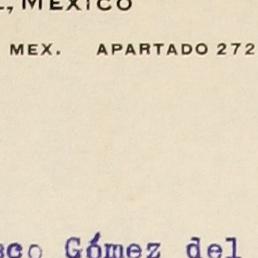 , MEXICO
MEX. APARTADO 272
sco Gómez del